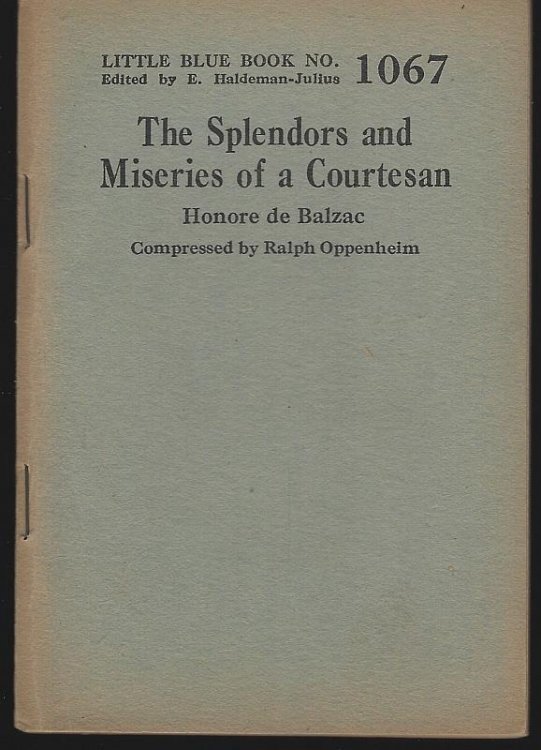 LITTLE BLUE BOOK NO. 1067
Edited by E. Haldeman-Julius
The Splendors and
Miseries of a Courtesan
Honore de Balzac
Compressed by Ralph Oppenheim